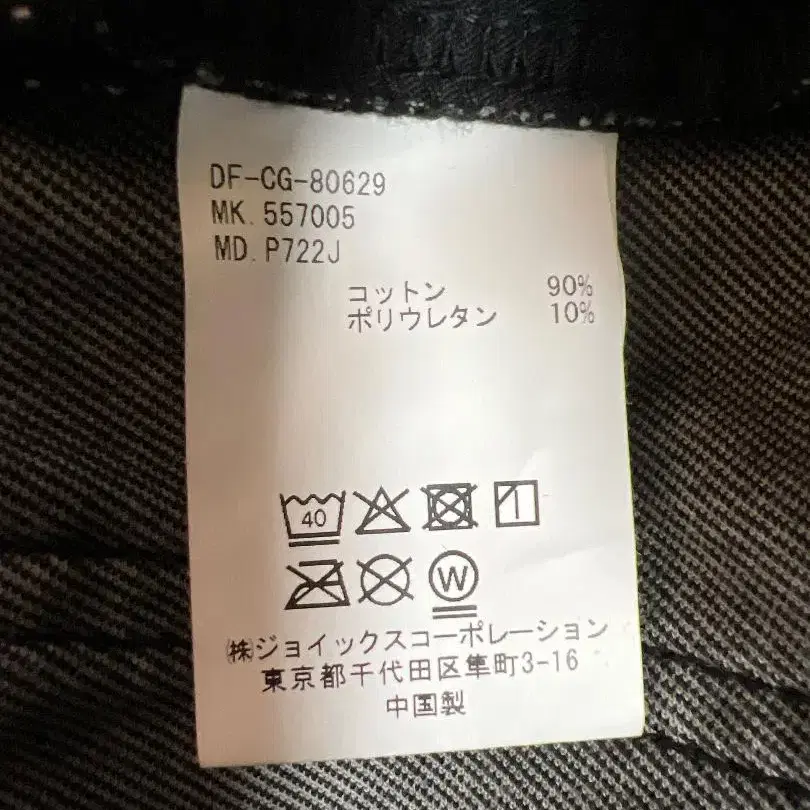 DF-CG-80629
MK. 557005
MD. P722J
コットン 90%
ポリウレタン 10%
40
W
㈱ジョイックスコーポレーション
東京都千代田区隼町3-16
中国製